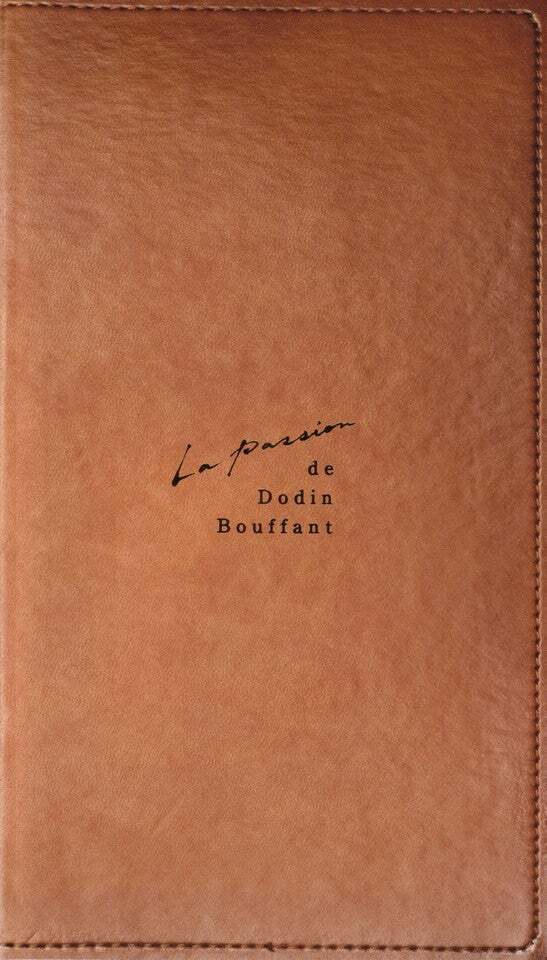 La passion
de
Dodin
Bouffant